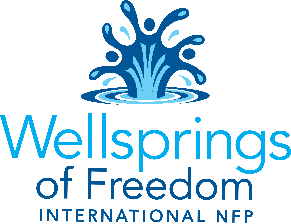 Wellsprings
of Freedom
INTERNATIONAL NFP